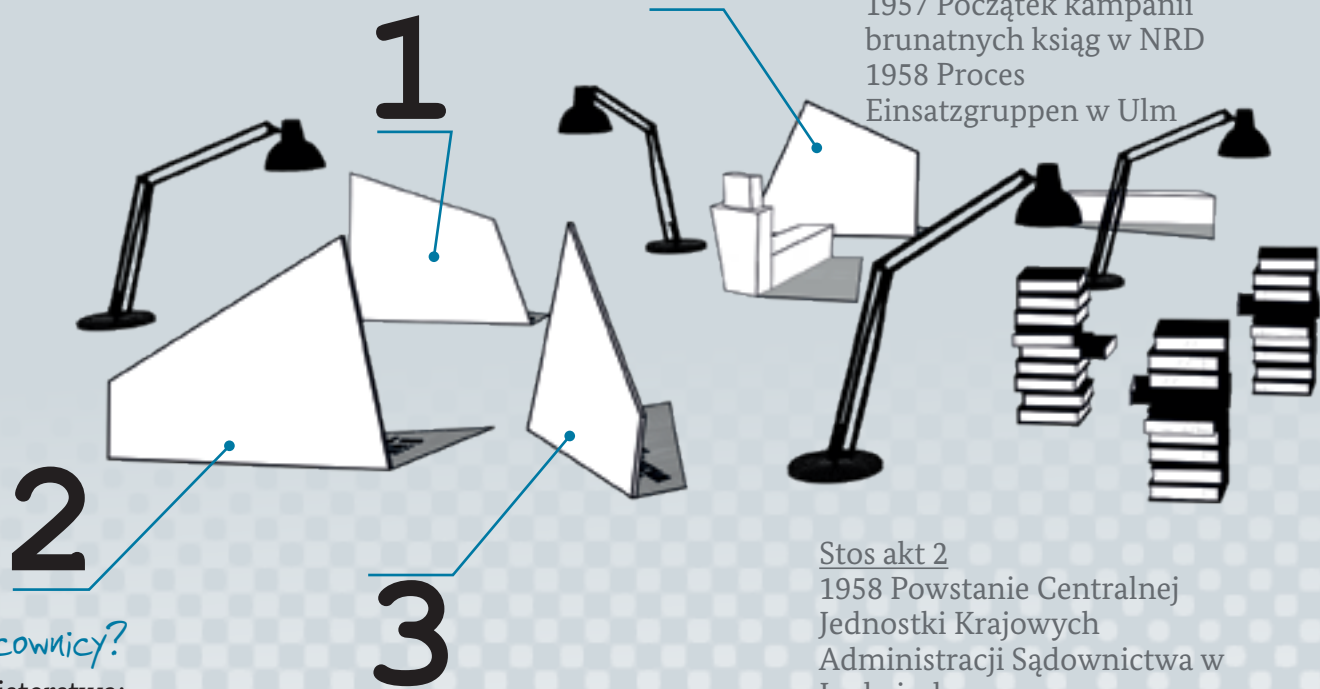 1
1957 Początek kampanii
brunatnych ksiąg w NRD
1958 Proces
Einsatzgruppen w Ulm
2
3
Stos akt 2
1958 Powstanie Centralnej
Jednostki Krajowych
Administracji Sądownictwa w
cownicy?